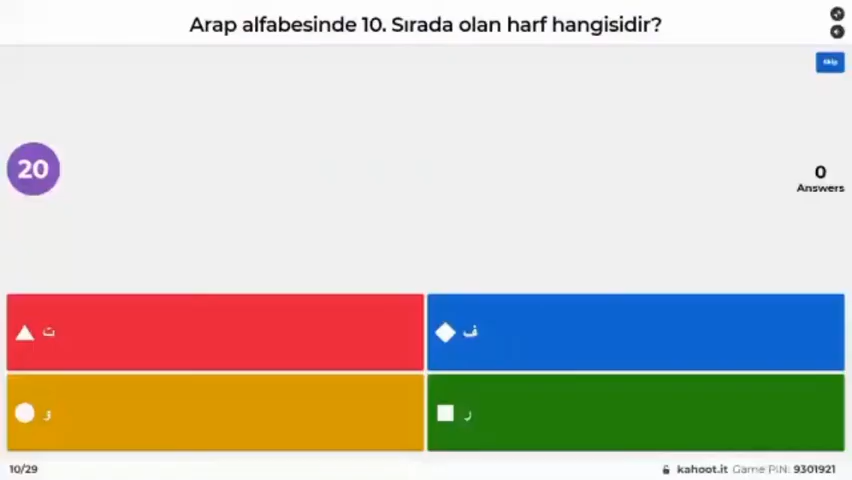 Arap alfabesinde 10. Sırada olan harf hangisidir?
Skip
20
0
Answers
ت
ف
و
ر
10/29
kahoot.it Game PIN: 9301921